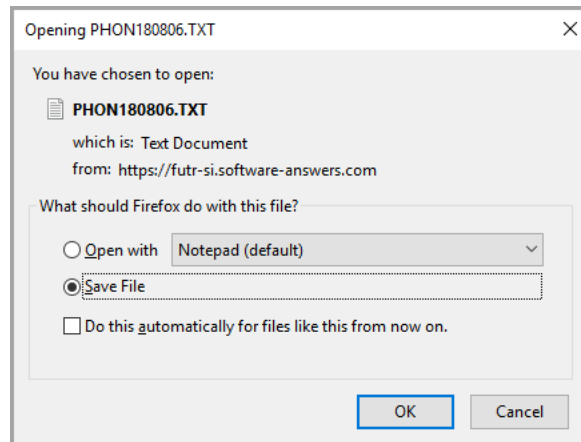 Opening PHON180806.TXT
You have chosen to open:
PHON180806.TXT
which is: Text Document
from: https://futr-si.software-answers.com
What should Firefox do with this file?
Open with Notepad (default)
Save File
Do this automatically for files like this from now on.
OK Cancel